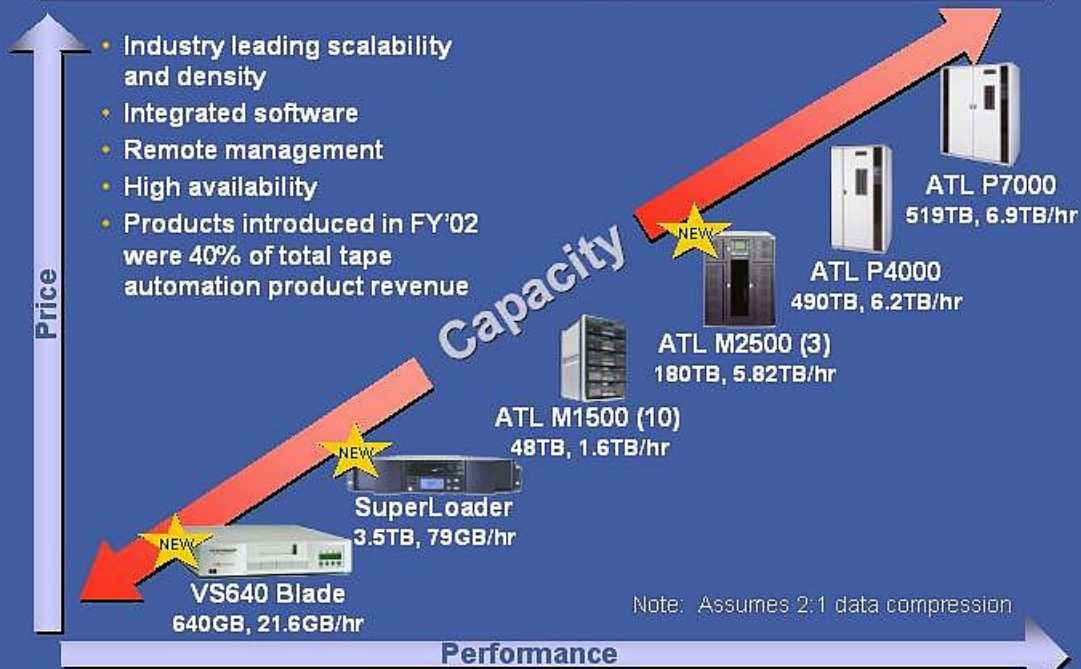 • Industry leading scalability
and density
• Integrated software
• Remote management
• High availability
• Products introduced in FY'02
were 40% of total tape
automation product revenue
Price
Capacity
ATL P7000
519TB, 6.9TB/hr
ATL P4000
490TB, 6.2TB/hr
NEW
ATL M2500 (3)
180TB, 5.82TB/hr
ATL M1500 (10)
48TB, 1.6TB/hr
NEW
SuperLoader
3.5TB, 79GB/hr
NEW
VS640 Blade
640GB, 21.6GB/hr
Note: Assumes 2:1 data compression
Performance